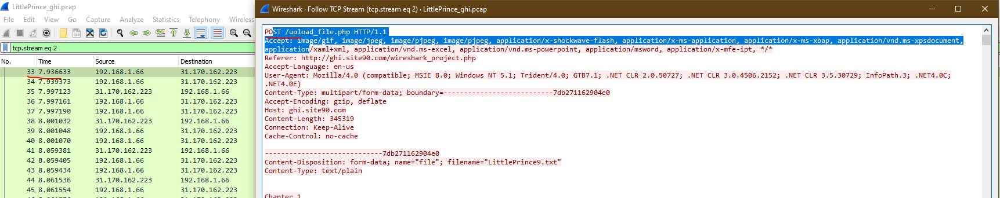 LittlePrince_ghi.pcap
File Edit View Go Capture Analyze Statistics Telephony Wireless
tcp.stream eq 2
No. Time Source Destination
33 7.936633 192.168.1.66 31.170.162.223
34 7.939373 192.168.1.66 31.170.162.223
35 7.997123 31.170.162.223 192.168.1.66
36 7.997161 192.168.1.66 31.170.162.223
37 7.997190 192.168.1.66 31.170.162.223
38 8.001032 31.170.162.223 192.168.1.66
39 8.001048 192.168.1.66 31.170.162.223
40 8.001070 192.168.1.66 31.170.162.223
41 8.059381 31.170.162.223 192.168.1.66
42 8.059405 192.168.1.66 31.170.162.223
43 8.059434 192.168.1.66 31.170.162.223
44 8.061536 31.170.162.223 192.168.1.66
45 8.061554 192.168.1.66 31.170.162.223
Wireshark · Follow TCP Stream (tcp.stream eq 2) · LittlePrince_ghi.pcap
POST /upload_file.php HTTP/1.1
Accept: image/gif, image/jpeg, image/pjpeg, image/pjpeg, application/x-shockwave-flash, application/x-ms-application, application/x-ms-xbap, application/vnd.ms-xpsdocument,
application/xaml+xml, application/vnd.ms-excel, application/vnd.ms-powerpoint, application/msword, application/x-mfe-ipt, */*
Referer: http://ghi.site90.com/wireshark_project.php
Accept-Language: en-us
User-Agent: Mozilla/4.0 (compatible; MSIE 8.0; Windows NT 5.1; Trident/4.0; GTB7.1; .NET CLR 2.0.50727; .NET CLR 3.0.4506.2152; .NET CLR 3.5.30729; InfoPath.3; .NET4.0C;
.NET4.0E)
Content-Type: multipart/form-data; boundary=---------------------------7db271162904e0
Accept-Encoding: gzip, deflate
Host: ghi.site90.com
Content-Length: 345319
Connection: Keep-Alive
Cache-Control: no-cache
-----------------------------7db271162904e0
Content-Disposition: form-data; name="file"; filename="LittlePrince9.txt"
Content-Type: text/plain
Chapter 1